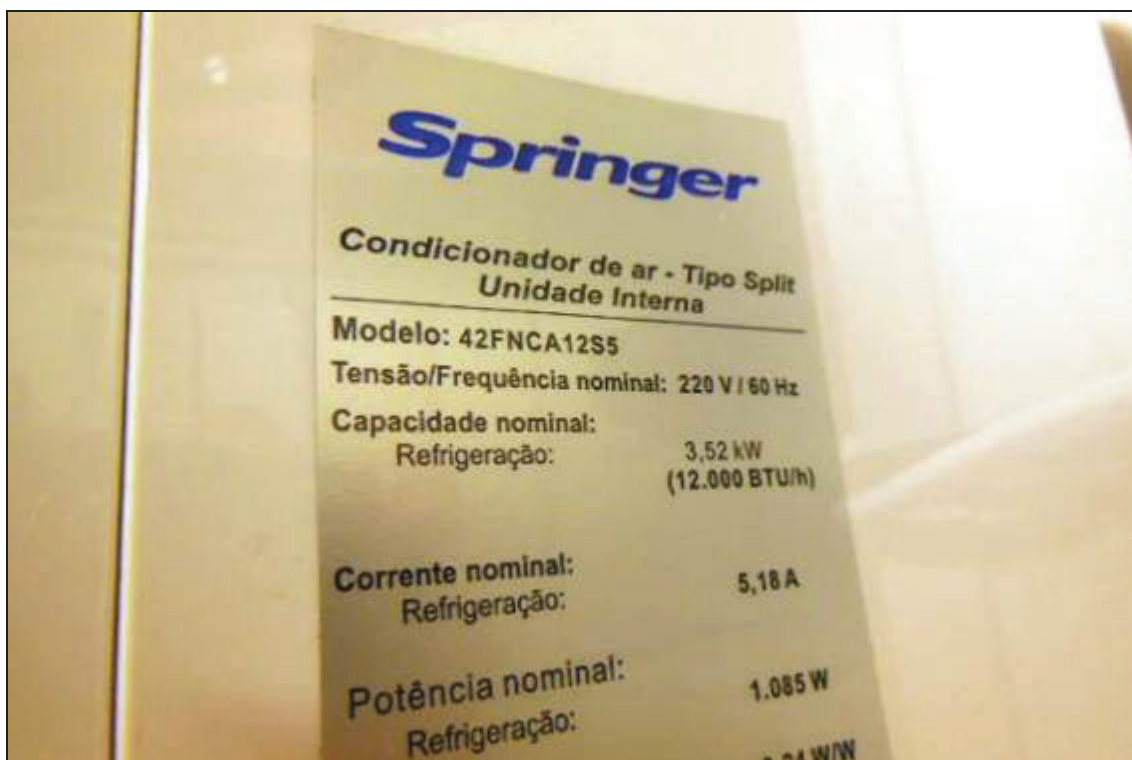 Springer
Condicionador de ar - Tipo Split
Unidade Interna
Modelo: 42FNCA12S5
Tensão/Frequência nominal: 220 V / 60 Hz
Capacidade nominal:
Refrigeração: 3,52 kW
(12.000 BTU/h)
Corrente nominal:
Refrigeração: 5,18 A
Potência nominal:
Refrigeração: 1.085 W
W/W